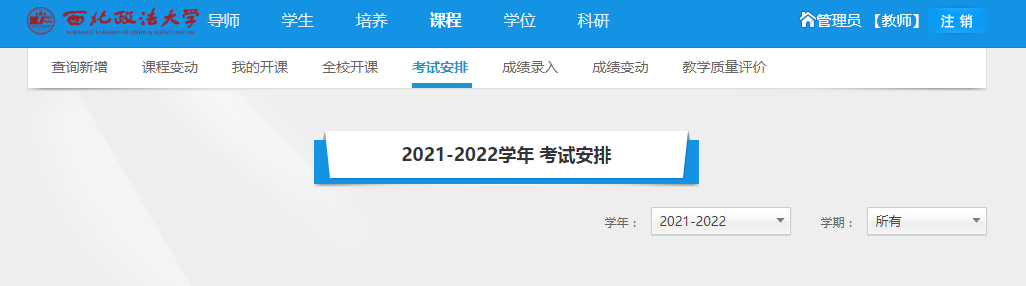 西北政法大学 导师 学生 培养 课程 学位 科研 管理员 【教师】 注 销
查询新增 课程变动 我的开课 全校开课 考试安排 成绩录入 成绩变动 教学质量评价
2021-2022学年 考试安排
学年： 2021-2022 学期： 所有